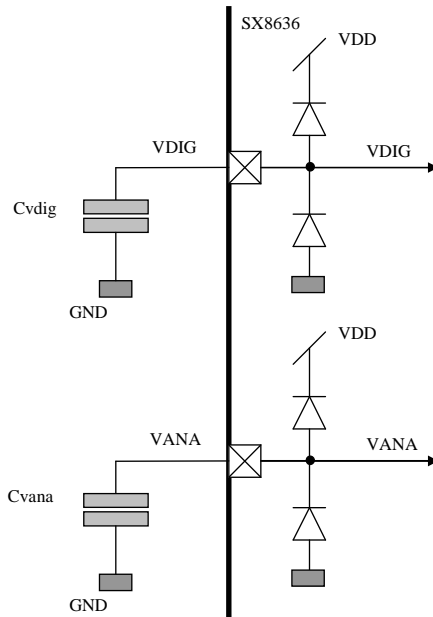 SX8636
VDD
VDIG
VDIG
Cvdig
GND
VDD
VANA
VANA
Cvana
GND